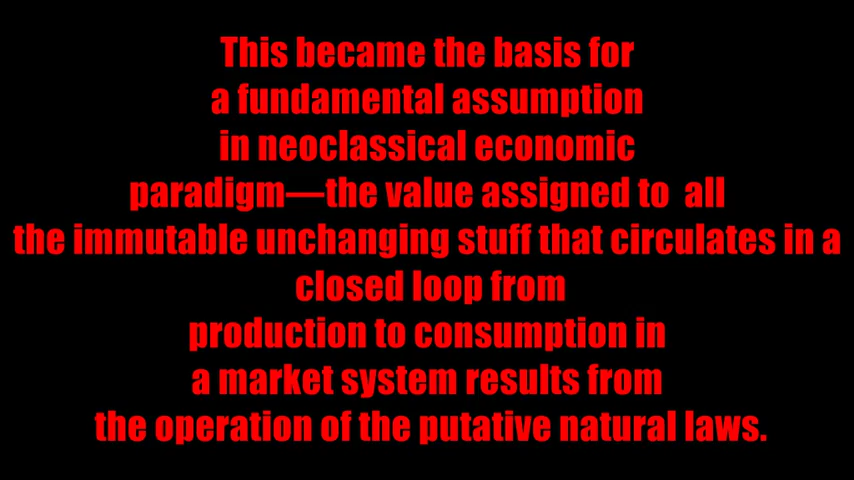 This became the basis for
a fundamental assumption
in neoclassical economic
paradigm—the value assigned to  all
the immutable unchanging stuff that circulates in a
closed loop from
production to consumption in
a market system results from
the operation of the putative natural laws.